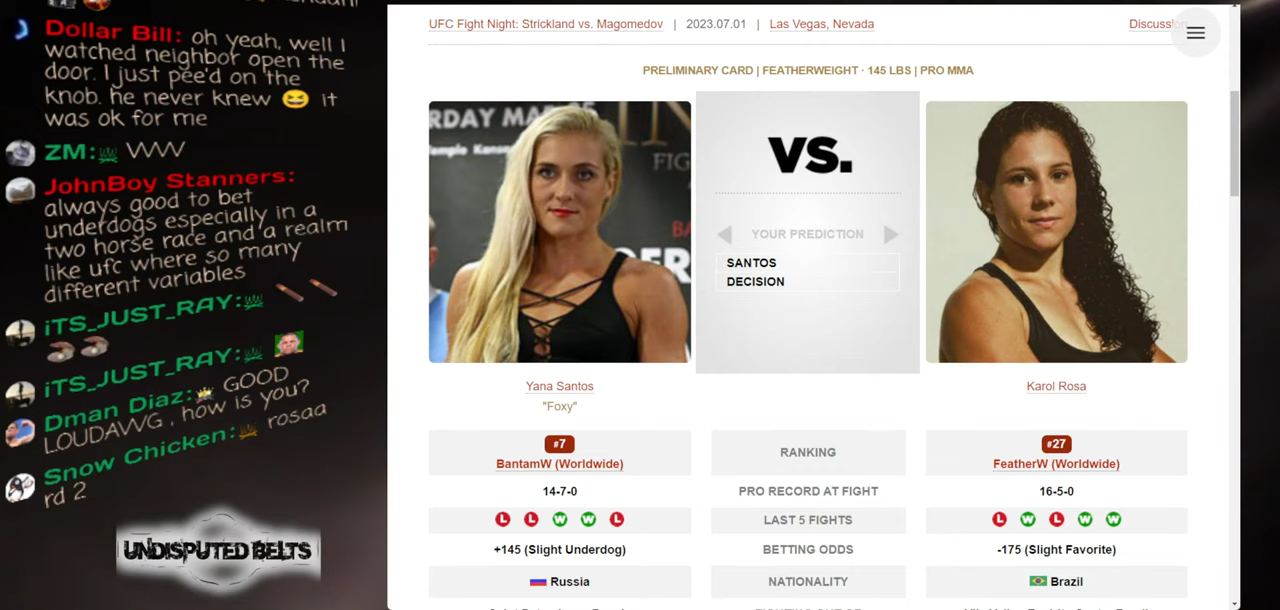 Dollar Bill: oh yeah, well I
watched neighbor open the
door. I just pee'd on the
knob. he never knew 😆 it
was ok for me
ZM: VVV
JohnBoy Stanners:
always good to bet
underdogs especially in a
two horse race and a realm
like ufc where so many
different variables
iTS_JUST_RAY:
iTS_JUST_RAY:
Dman Diaz: GOOD
LOUDAWG , how is you?
Snow Chicken: rosaa
rd 2
UNDISPUTED BELTS
UFC Fight Night: Strickland vs. Magomedov | 2023.07.01 | Las Vegas, Nevada
PRELIMINARY CARD | FEATHERWEIGHT · 145 LBS | PRO MMA
RDAY MA
FIG
VS.
YOUR PREDICTION
SANTOS
DECISION
Yana Santos
"Foxy"
Karol Rosa
#7
BantamW (Worldwide)
RANKING
#27
FeatherW (Worldwide)
14-7-0 PRO RECORD AT FIGHT 16-5-0
L L W W L LAST 5 FIGHTS L W L W W
+145 (Slight Underdog) BETTING ODDS -175 (Slight Favorite)
Russia NATIONALITY Brazil